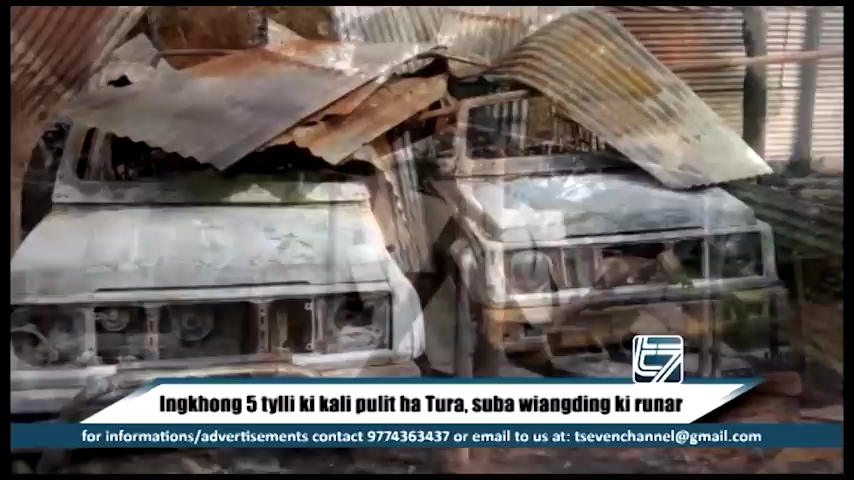 Ingkhong 5 tylli ki kali pulit ha Tura, suba wiangding ki runar
for informations/advertisements contact 9774363437 or email to us at: tsevenchannel@gmail.com